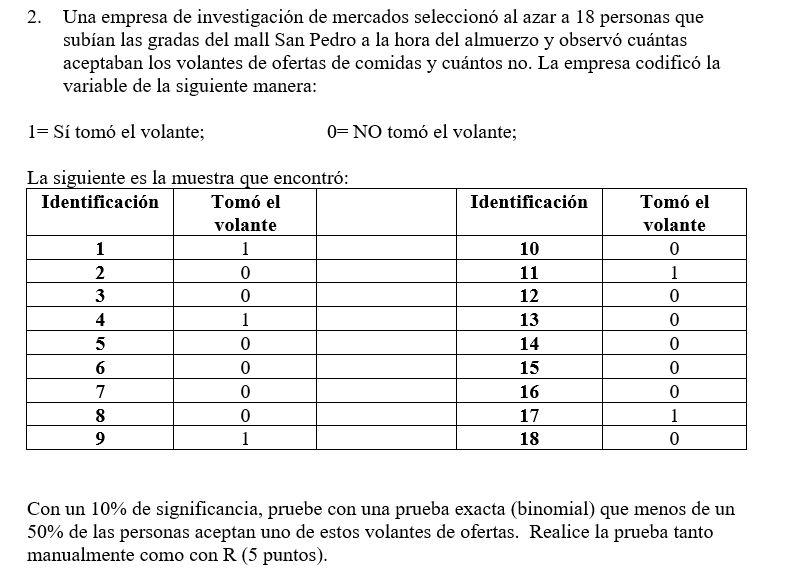 2. Una empresa de investigación de mercados seleccionó al azar a 18 personas que
subían las gradas del mall San Pedro a la hora del almuerzo y observó cuántas
aceptaban los volantes de ofertas de comidas y cuántos no. La empresa codificó la
variable de la siguiente manera:
1= Sí tomó el volante; 0= NO tomó el volante;
La siguiente es la muestra que encontró:
Identificación Tomó el Identificación Tomó el
volante volante
1 1 10 0
2 0 11 1
3 0 12 0
4 1 13 0
5 0 14 0
6 0 15 0
7 0 16 0
8 0 17 1
9 1 18 0
Con un 10% de significancia, pruebe con una prueba exacta (binomial) que menos de un
50% de las personas aceptan uno de estos volantes de ofertas. Realice la prueba tanto
manualmente como con R (5 puntos).